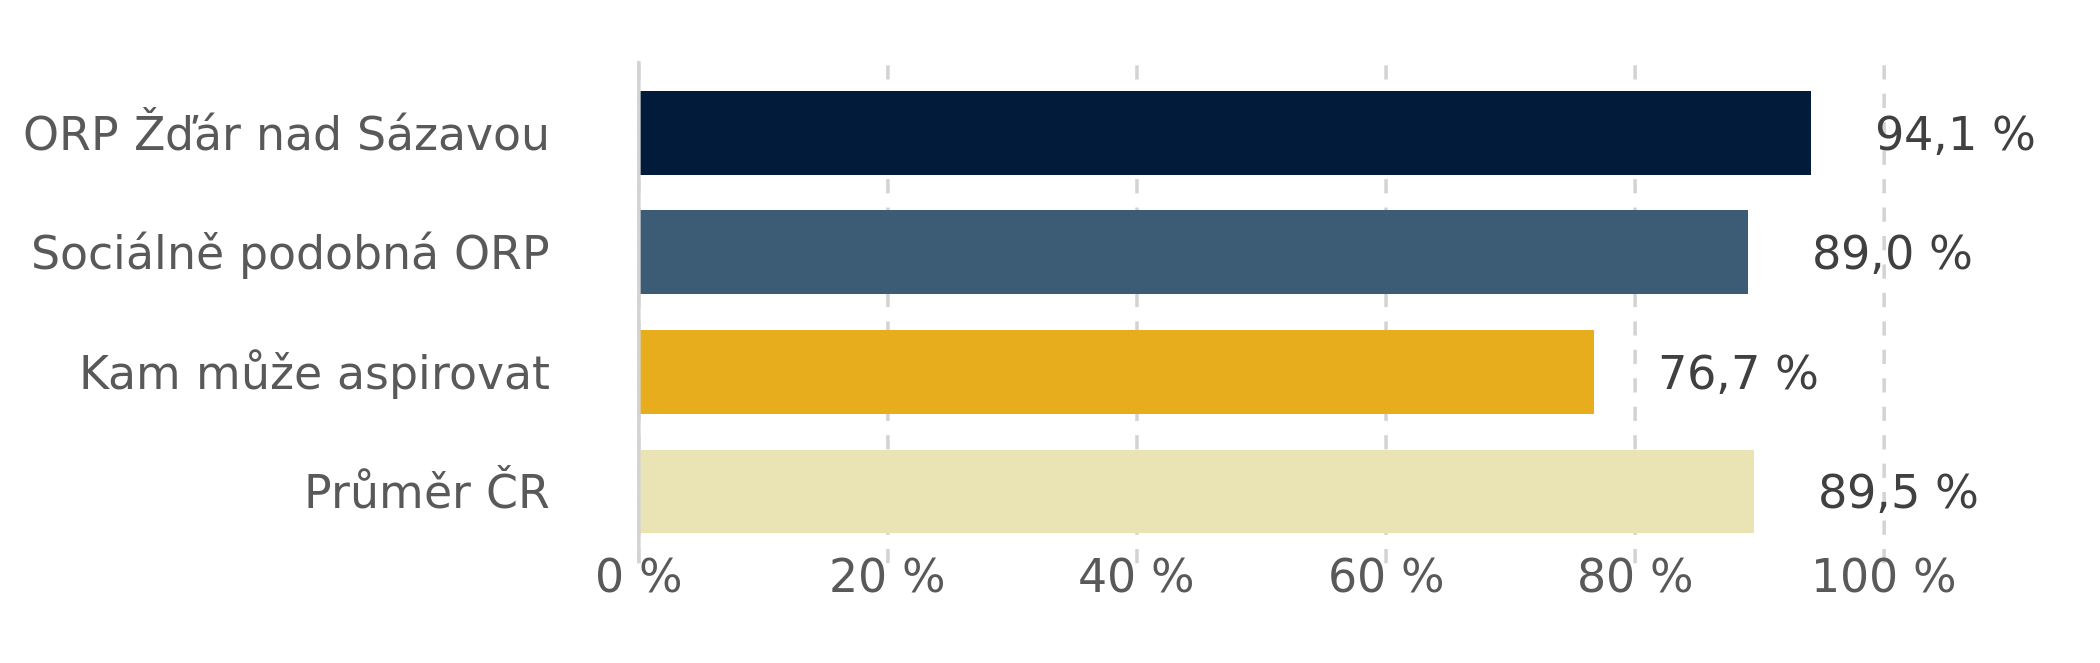 ORP Žďár nad Sázavou 94,1 %
Sociálně podobná ORP 89,0 %
Kam může aspirovat 76,7 %
Průměr ČR 89,5 %
0 % 20 % 40 % 60 % 80 % 100 %